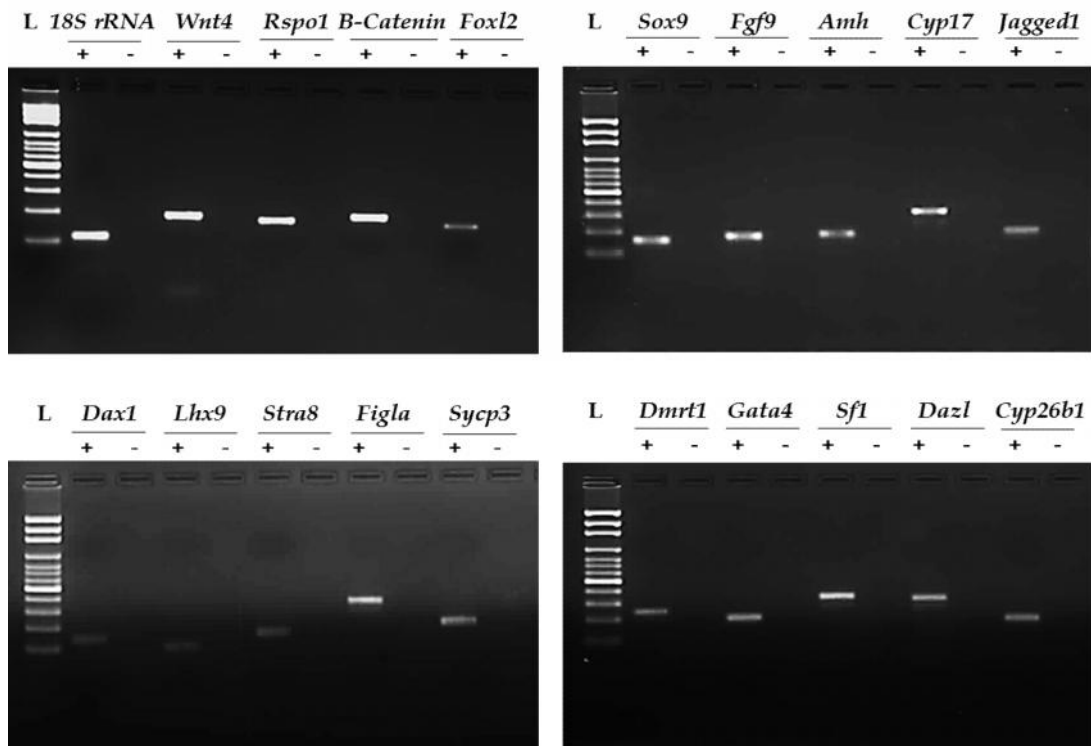 L 18S rRNA Wnt4 Rspo1 B-Catenin Foxl2
+ - + - + - + - + -
L Sox9 Fgf9 Amh Cyp17 Jagged1
+ - + - + - + - + -
L Dax1 Lhx9 Stra8 Figla Sycp3
+ - + - + - + - + -
L Dmrt1 Gata4 Sf1 Dazl Cyp26b1
+ - + - + - + - + -